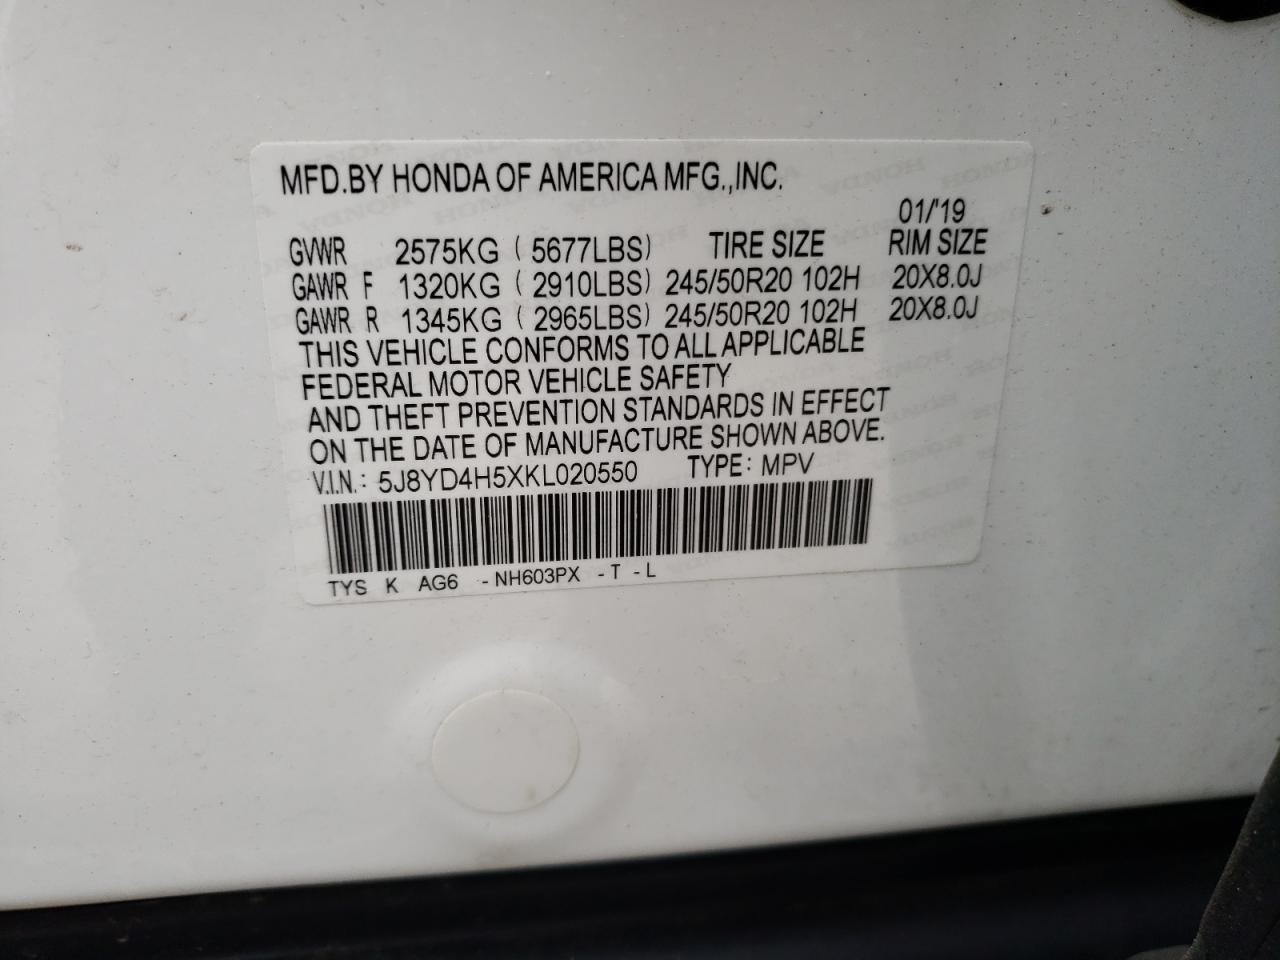 MFD.BY HONDA OF AMERICA MFG.,INC.
01/'19
GVWR 2575KG ( 5677LBS) TIRE SIZE RIM SIZE
GAWR F 1320KG ( 2910LBS) 245/50R20 102H 20X8.0J
GAWR R 1345KG ( 2965LBS) 245/50R20 102H 20X8.0J
THIS VEHICLE CONFORMS TO ALL APPLICABLE
FEDERAL MOTOR VEHICLE SAFETY
AND THEFT PREVENTION STANDARDS IN EFFECT
ON THE DATE OF MANUFACTURE SHOWN ABOVE.
V.I.N.: 5J8YD4H5XKL020550 TYPE: MPV
TYS K AG6 -NH603PX -T -L